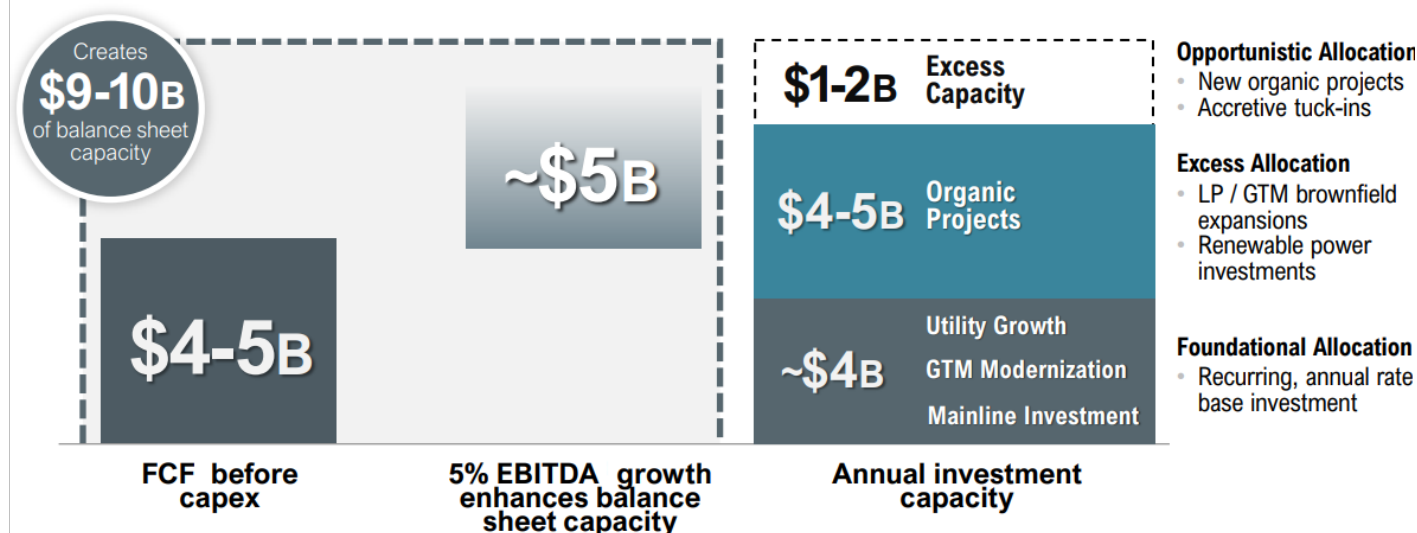 Creates
$9-10B
of balance sheet
capacity
$4-5B
~$5B
$1-2B
Excess
Capacity
$4-5B
Organic
Projects
~$4B
Utility Growth
GTM Modernization
Mainline Investment
Opportunistic Allocation
• New organic projects
• Accretive tuck-ins
Excess Allocation
• LP / GTM brownfield
expansions
• Renewable power
investments
Foundational Allocation
• Recurring, annual rate
base investment
FCF before
capex
5% EBITDA growth
enhances balance
sheet capacity
Annual investment
capacity